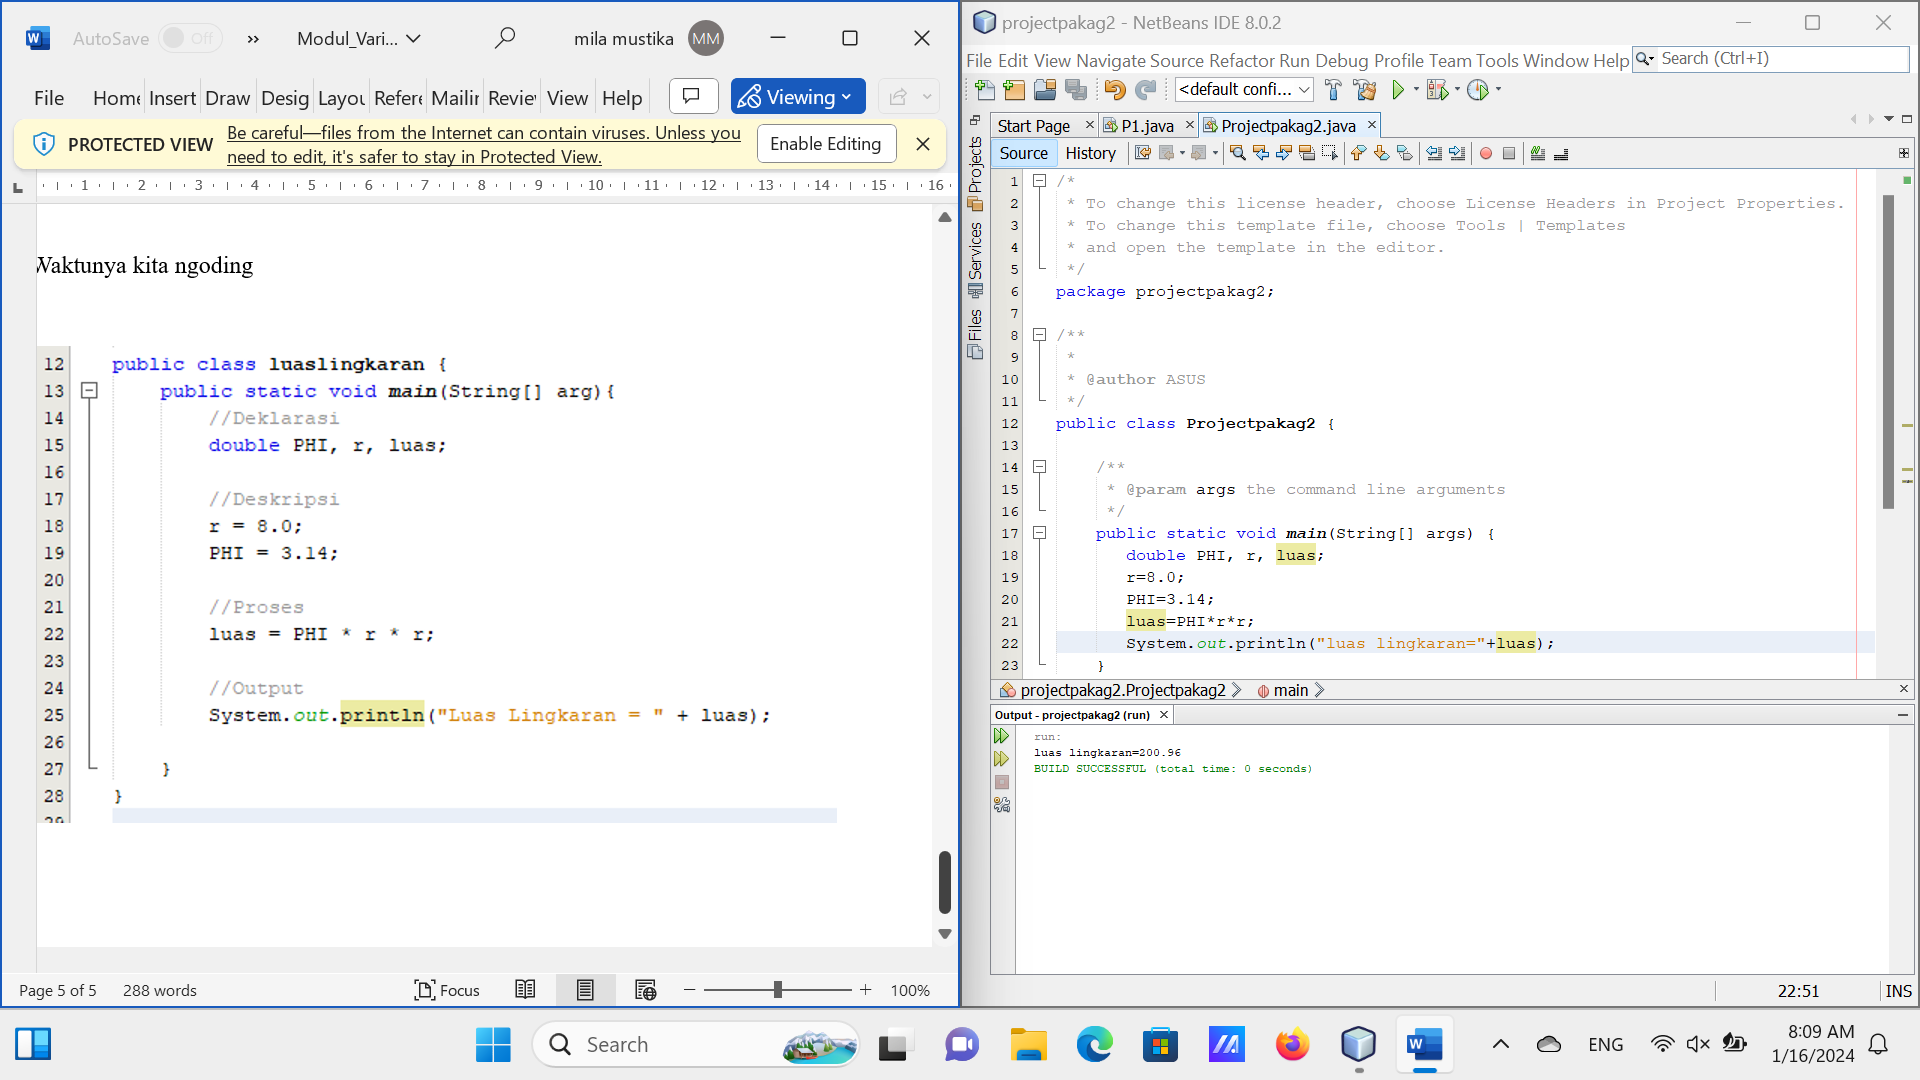 AutoSave Off
Modul_Vari...
mila mustika
MM
File
Home
Insert
Draw
Desig
Layou
Refere
Mailin
Review
View
Help
Viewing
PROTECTED VIEW
Be careful—files from the Internet can contain viruses. Unless you
need to edit, it's safer to stay in Protected View.
Enable Editing
1 2 3 4 5 6 7 8 9 10 11 12 13 14 15 16
Waktunya kita ngoding
12 public class luaslingkaran {
13 public static void main(String[] arg){
14 //Deklarasi
15 double PHI, r, luas;
16
17 //Deskripsi
18 r = 8.0;
19 PHI = 3.14;
20
21 //Proses
22 luas = PHI * r * r;
23
24 //Output
25 System.out.println("Luas Lingkaran = " + luas);
26
27 }
28 }
29
Page 5 of 5
288 words
Focus
100%
projectpakag2 - NetBeans IDE 8.0.2
File Edit View Navigate Source Refactor Run Debug Profile Team Tools Window Help
Search (Ctrl+I)
<default confi...
Start Page
P1.java
Projectpakag2.java
Source
History
Projects
Services
Files
1 /*
2 * To change this license header, choose License Headers in Project Properties.
3 * To change this template file, choose Tools | Templates
4 * and open the template in the editor.
5 */
6 package projectpakag2;
7
8 /**
9 *
10 * @author ASUS
11 */
12 public class Projectpakag2 {
13
14 /**
15 * @param args the command line arguments
16 */
17 public static void main(String[] args) {
18 double PHI, r, luas;
19 r=8.0;
20 PHI=3.14;
21 luas=PHI*r*r;
22 System.out.println("luas lingkaran="+luas);
23 }
projectpakag2.Projectpakag2
main
Output - projectpakag2 (run)
run:
luas lingkaran=200.96
BUILD SUCCESSFUL (total time: 0 seconds)
22:51
INS
Search
ENG
8:09 AM
1/16/2024